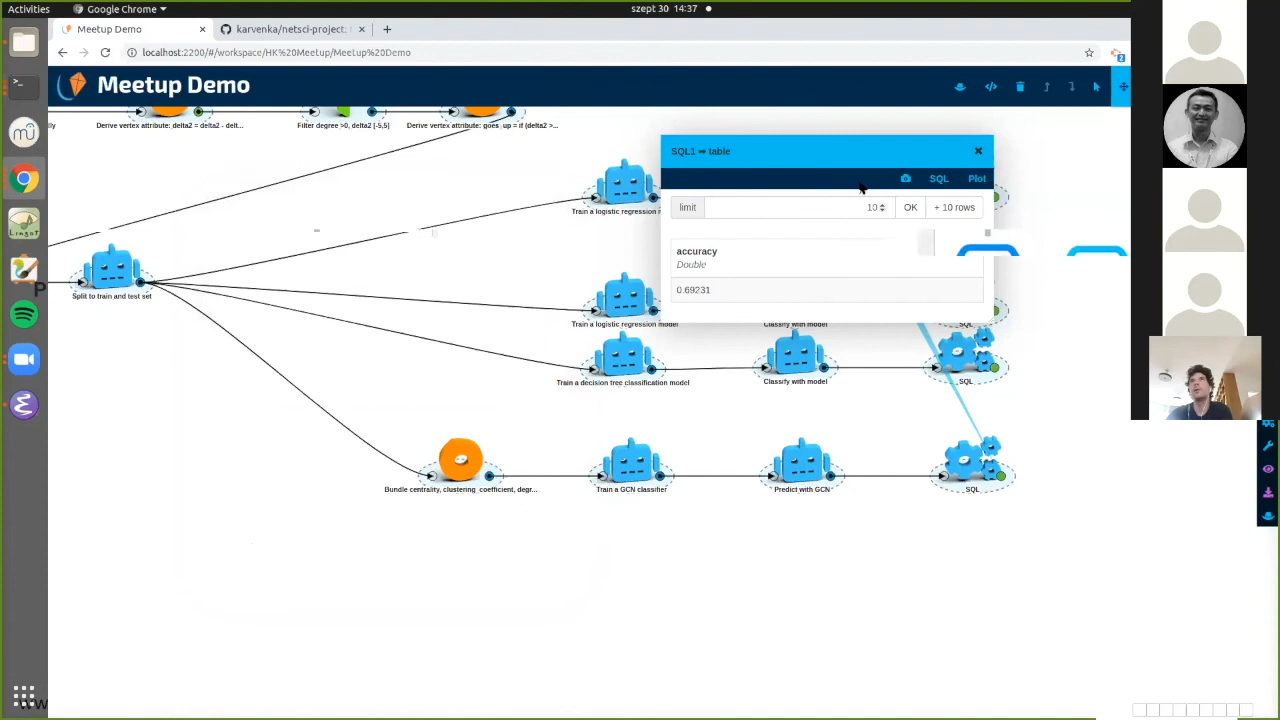 Activities
Google Chrome
szept 30 14:37
Meetup Demo
karvenka/netsci-project:
localhost:2200/#/workspace/HK%20Meetup/Meetup%20Demo
Meetup Demo
lly
Derive vertex attribute: delta2 = delta2 - delt...
Filter degree >0, delta2 [-5,5]
Derive vertex attribute: goes_up = if (delta2 >...
SQL1 ➡ table
SQL
Plot
limit
10
OK
+ 10 rows
Train a logistic regression m
accuracy
Double
0.69231
P
Split to train and test set
Train a logistic regression model
Classify with model
SQL
Train a decision tree classification model
Classify with model
SQL
Bundle centrality, clustering_coefficient, degr...
Train a GCN classifier
Predict with GCN
SQL
2
Lingot